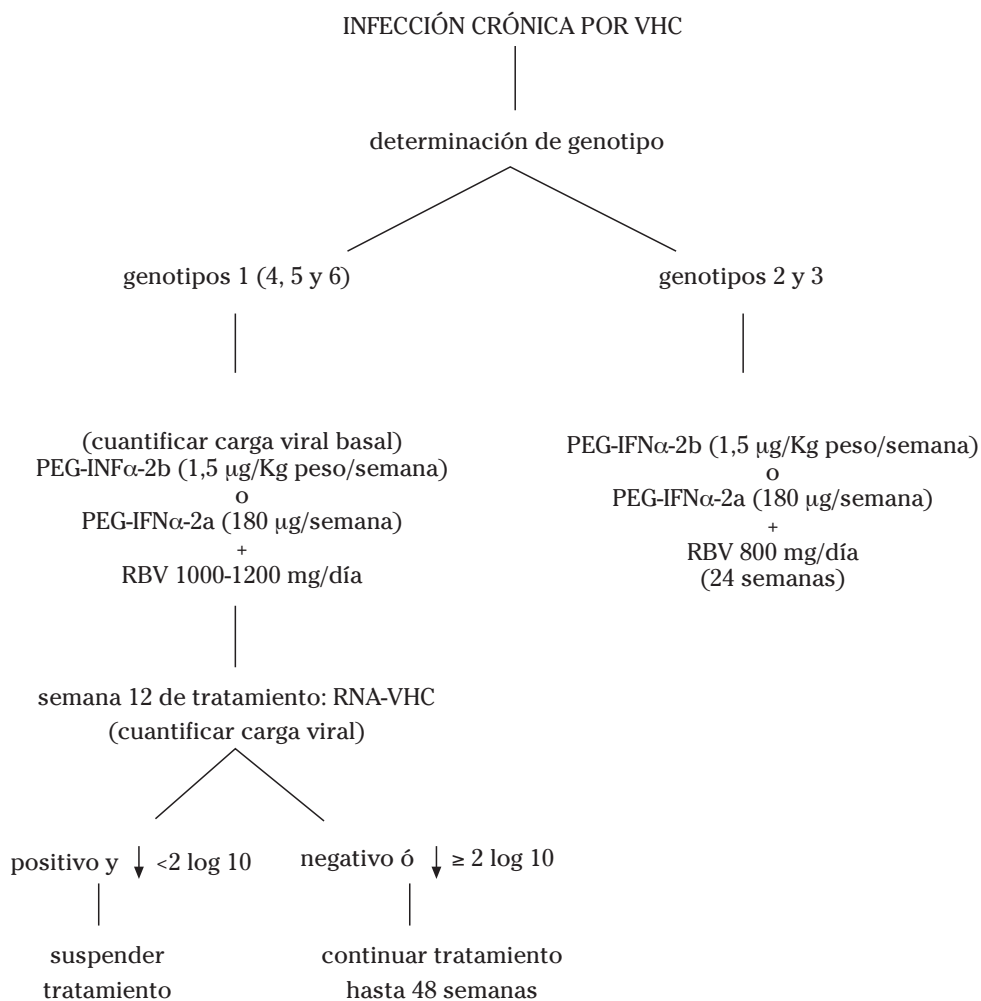 INFECCIÓN CRÓNICA POR VHC
determinación de genotipo
genotipos 1 (4, 5 y 6)
genotipos 2 y 3
(cuantificar carga viral basal)
PEG-INFα-2b (1,5 µg/Kg peso/semana)
o
PEG-IFNα-2a (180 µg/semana)
+
RBV 1000-1200 mg/día
PEG-IFNα-2b (1,5 µg/Kg peso/semana)
o
PEG-IFNα-2a (180 µg/semana)
+
RBV 800 mg/día
(24 semanas)
semana 12 de tratamiento: RNA-VHC
(cuantificar carga viral)
positivo y ↓ <2 log 10
negativo ó ↓ ≥ 2 log 10
suspender
tratamiento
continuar tratamiento
hasta 48 semanas